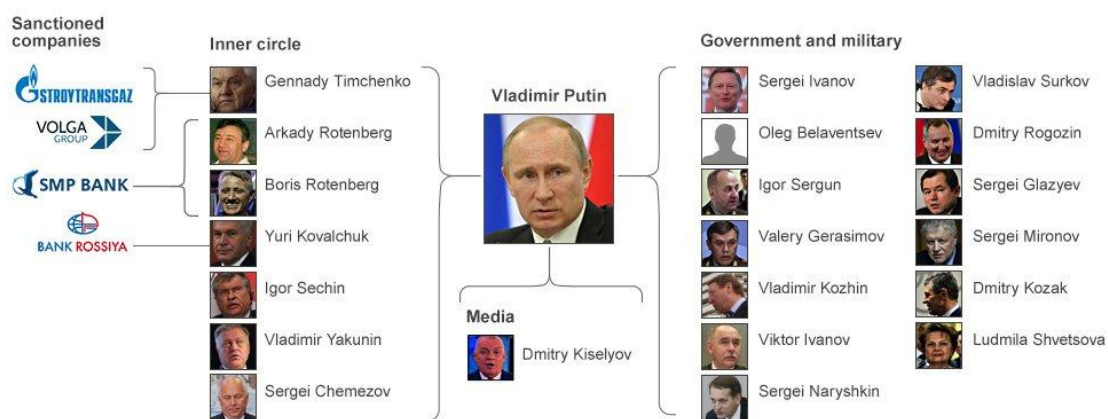 Sanctioned
companies
STROYTRANSGAZ
VOLGA
GROUP
SMP BANK
BANK ROSSIYA
Inner circle
Gennady Timchenko
Arkady Rotenberg
Boris Rotenberg
Yuri Kovalchuk
Igor Sechin
Vladimir Yakunin
Sergei Chemezov
Vladimir Putin
Media
Dmitry Kiselyov
Government and military
Sergei Ivanov
Oleg Belaventsev
Igor Sergun
Valery Gerasimov
Vladimir Kozhin
Viktor Ivanov
Sergei Naryshkin
Vladislav Surkov
Dmitry Rogozin
Sergei Glazyev
Sergei Mironov
Dmitry Kozak
Ludmila Shvetsova